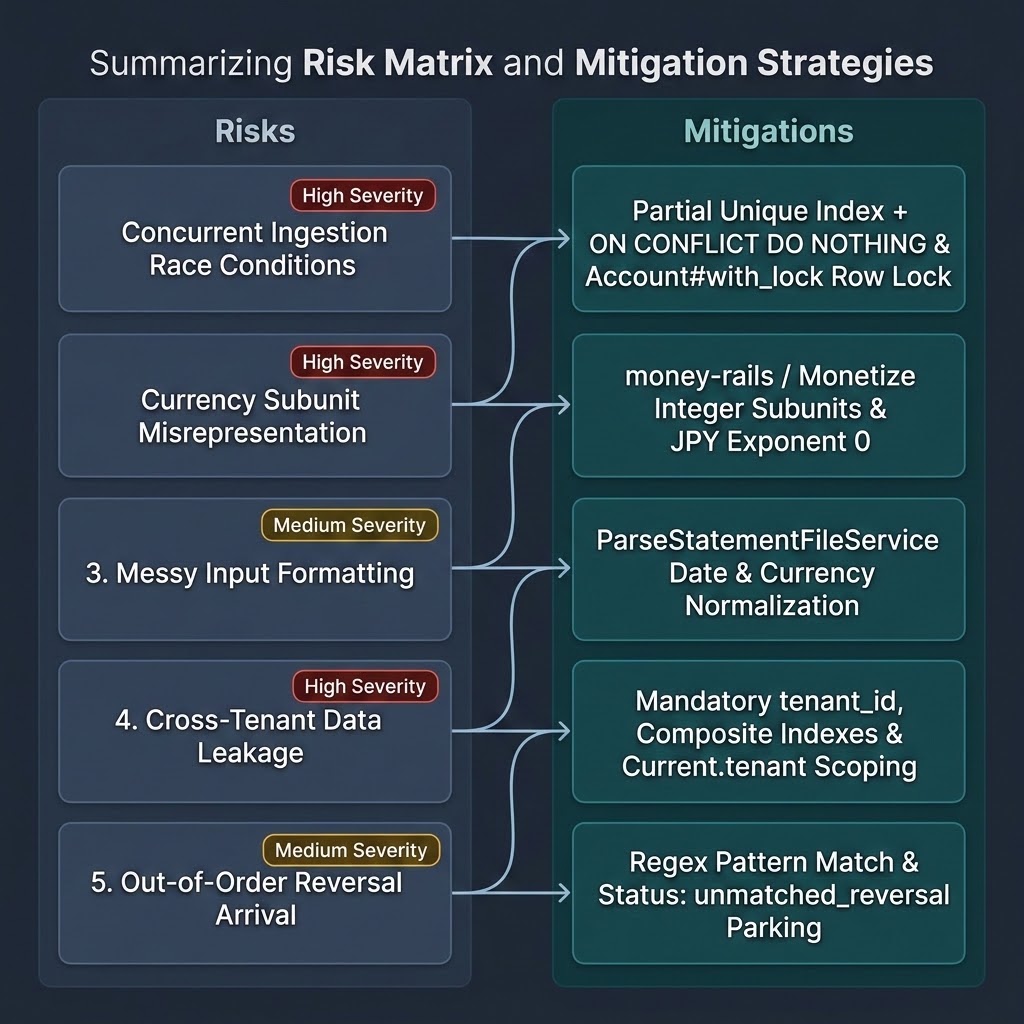 Summarizing Risk Matrix and Mitigation Strategies
Risks
High Severity
Concurrent Ingestion
Race Conditions
High Severity
Currency Subunit
Misrepresentation
Medium Severity
3. Messy Input Formatting
High Severity
4. Cross-Tenant Data
Leakage
Medium Severity
5. Out-of-Order Reversal
Arrival
Mitigations
Partial Unique Index +
ON CONFLICT DO NOTHING &
Account#with_lock Row Lock
money-rails / Monetize
Integer Subunits &
JPY Exponent 0
ParseStatementFileService
Date & Currency
Normalization
Mandatory tenant_id,
Composite Indexes &
Current.tenant Scoping
Regex Pattern Match &
Status: unmatched_reversal
Parking